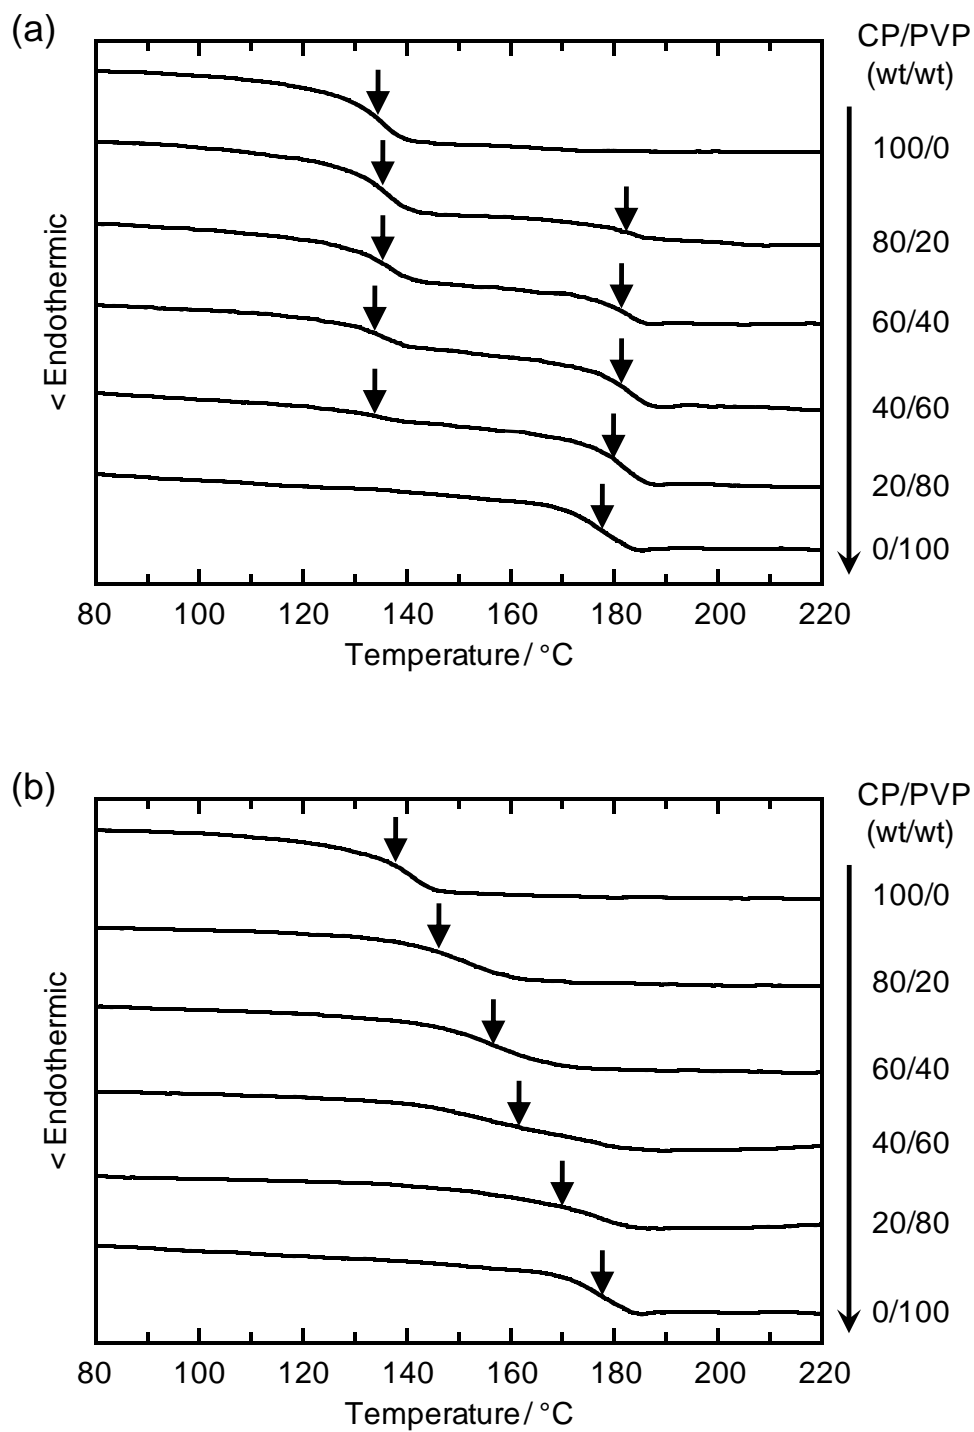 (a)
CP/PVP
(wt/wt)
100/0
80/20
60/40
40/60
20/80
0/100
< Endothermic
80 100 120 140 160 180 200 220
Temperature / °C
(b)
CP/PVP
(wt/wt)
100/0
80/20
60/40
40/60
20/80
0/100
< Endothermic
80 100 120 140 160 180 200 220
Temperature / °C